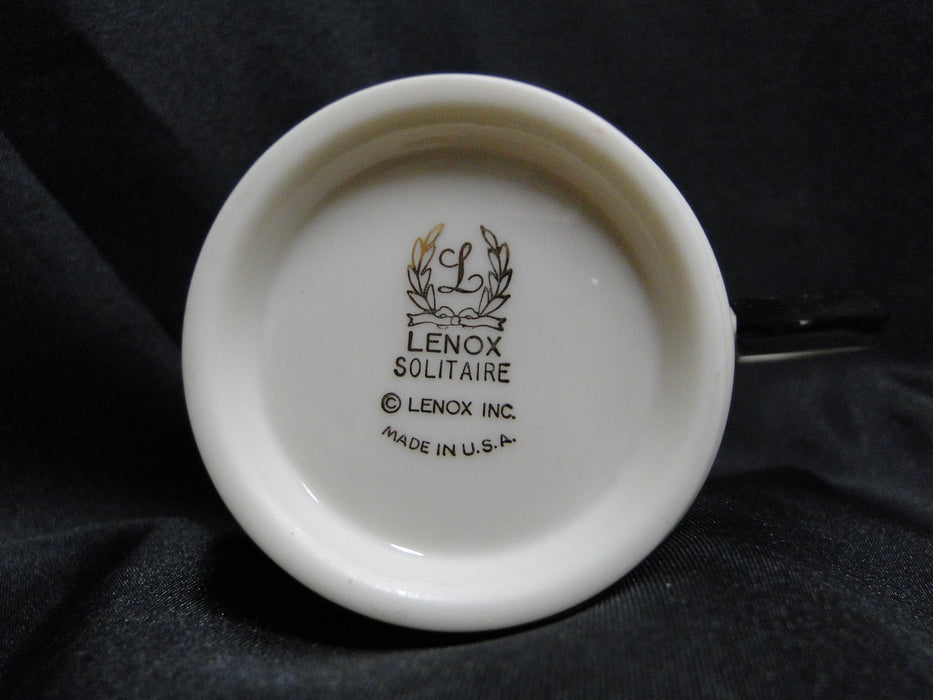 L
LENOX
SOLITAIRE
© LENOX INC.
MADE IN U.S.A.